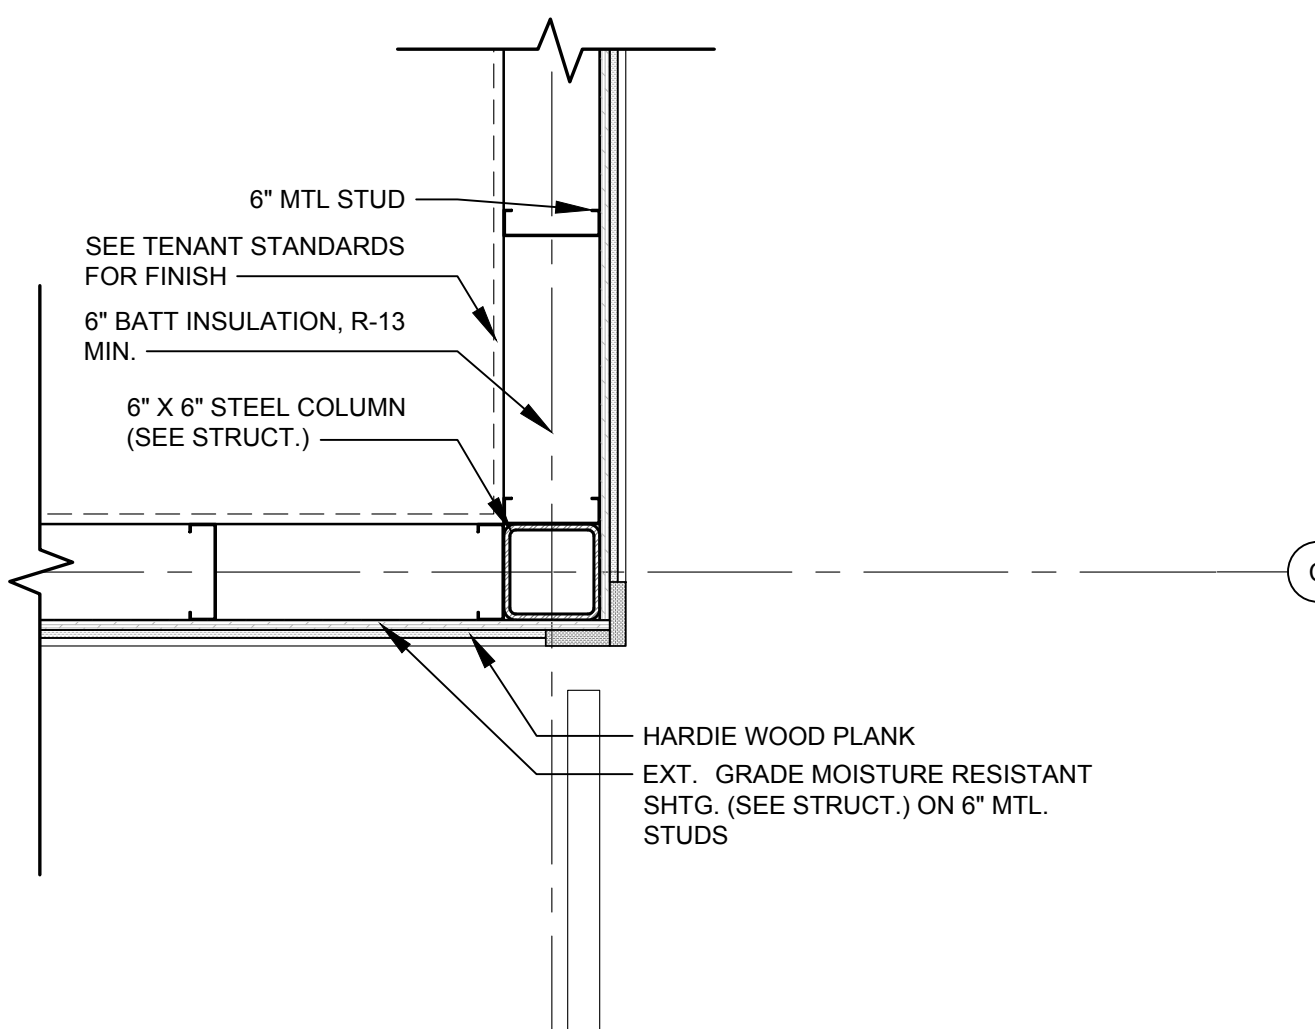 6" MTL STUD
SEE TENANT STANDARDS
FOR FINISH
6" BATT INSULATION, R-13
MIN.
6" X 6" STEEL COLUMN
(SEE STRUCT.)
HARDIE WOOD PLANK
EXT. GRADE MOISTURE RESISTANT
SHTG. (SEE STRUCT.) ON 6" MTL.
STUDS